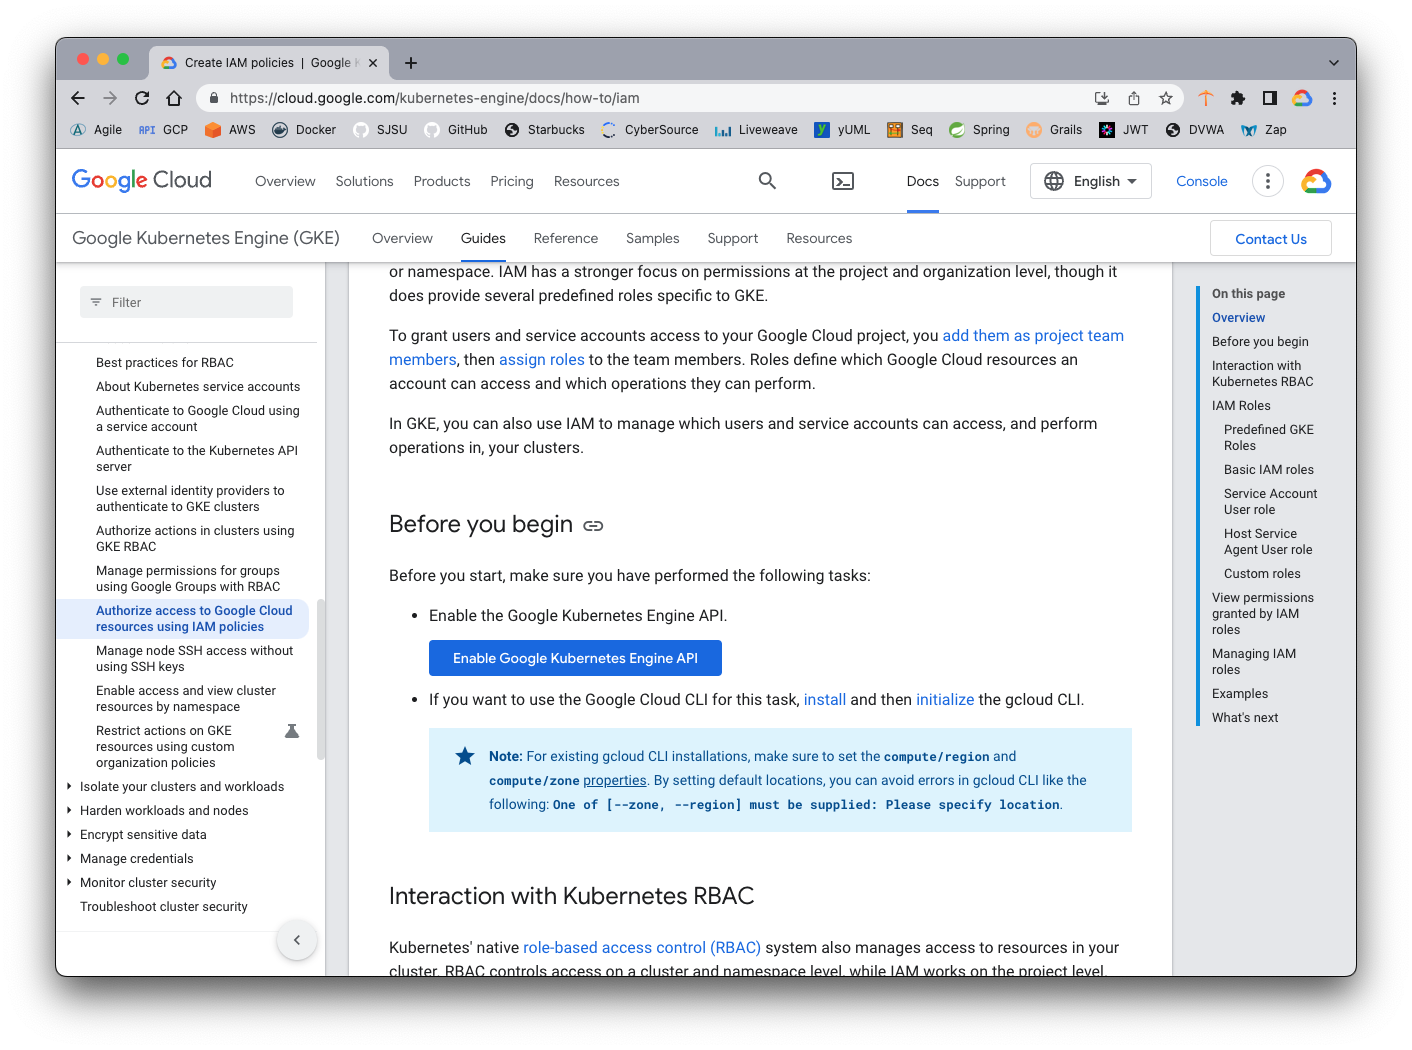 Create IAM policies | Google
https://cloud.google.com/kubernetes-engine/docs/how-to/iam
Agile
API GCP
AWS
Docker
SJSU
GitHub
Starbucks
CyberSource
Liveweave
yUML
Seq
Spring
Grails
JWT
DVWA
Zap
Google Cloud
Overview
Solutions
Products
Pricing
Resources
Docs
Support
English
Console
Google Kubernetes Engine (GKE)
Overview
Guides
Reference
Samples
Support
Resources
Contact Us
Filter
Best practices for RBAC
About Kubernetes service accounts
Authenticate to Google Cloud using
a service account
Authenticate to the Kubernetes API
server
Use external identity providers to
authenticate to GKE clusters
Authorize actions in clusters using
GKE RBAC
Manage permissions for groups
using Google Groups with RBAC
Authorize access to Google Cloud
resources using IAM policies
Manage node SSH access without
using SSH keys
Enable access and view cluster
resources by namespace
Restrict actions on GKE
resources using custom
organization policies
Isolate your clusters and workloads
Harden workloads and nodes
Encrypt sensitive data
Manage credentials
Monitor cluster security
Troubleshoot cluster security
or namespace. IAM has a stronger focus on permissions at the project and organization level, though it
does provide several predefined roles specific to GKE.
To grant users and service accounts access to your Google Cloud project, you add them as project team
members, then assign roles to the team members. Roles define which Google Cloud resources an
account can access and which operations they can perform.
In GKE, you can also use IAM to manage which users and service accounts can access, and perform
operations in, your clusters.
Before you begin
Before you start, make sure you have performed the following tasks:
• Enable the Google Kubernetes Engine API.
Enable Google Kubernetes Engine API
• If you want to use the Google Cloud CLI for this task, install and then initialize the gcloud CLI.
Note: For existing gcloud CLI installations, make sure to set the compute/region and
compute/zone properties. By setting default locations, you can avoid errors in gcloud CLI like the
following: One of [--zone, --region] must be supplied: Please specify location.
Interaction with Kubernetes RBAC
Kubernetes' native role-based access control (RBAC) system also manages access to resources in your
cluster. RBAC controls access on a cluster and namespace level, while IAM works on the project level.
On this page
Overview
Before you begin
Interaction with
Kubernetes RBAC
IAM Roles
Predefined GKE
Roles
Basic IAM roles
Service Account
User role
Host Service
Agent User role
Custom roles
View permissions
granted by IAM
roles
Managing IAM
roles
Examples
What's next